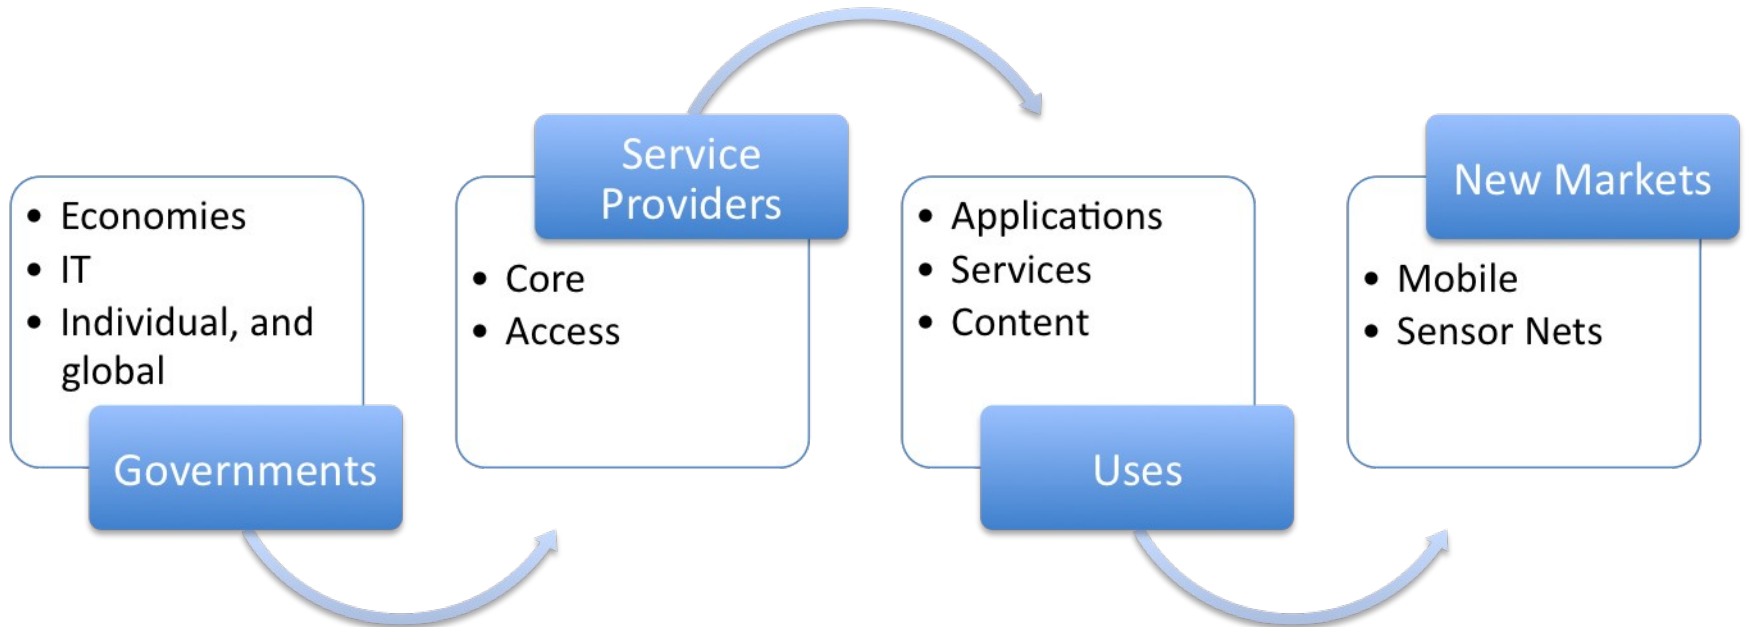 • Economies
• IT
• Individual, and
global
Governments
Service
Providers
• Core
• Access
• Applications
• Services
• Content
Uses
New Markets
• Mobile
• Sensor Nets